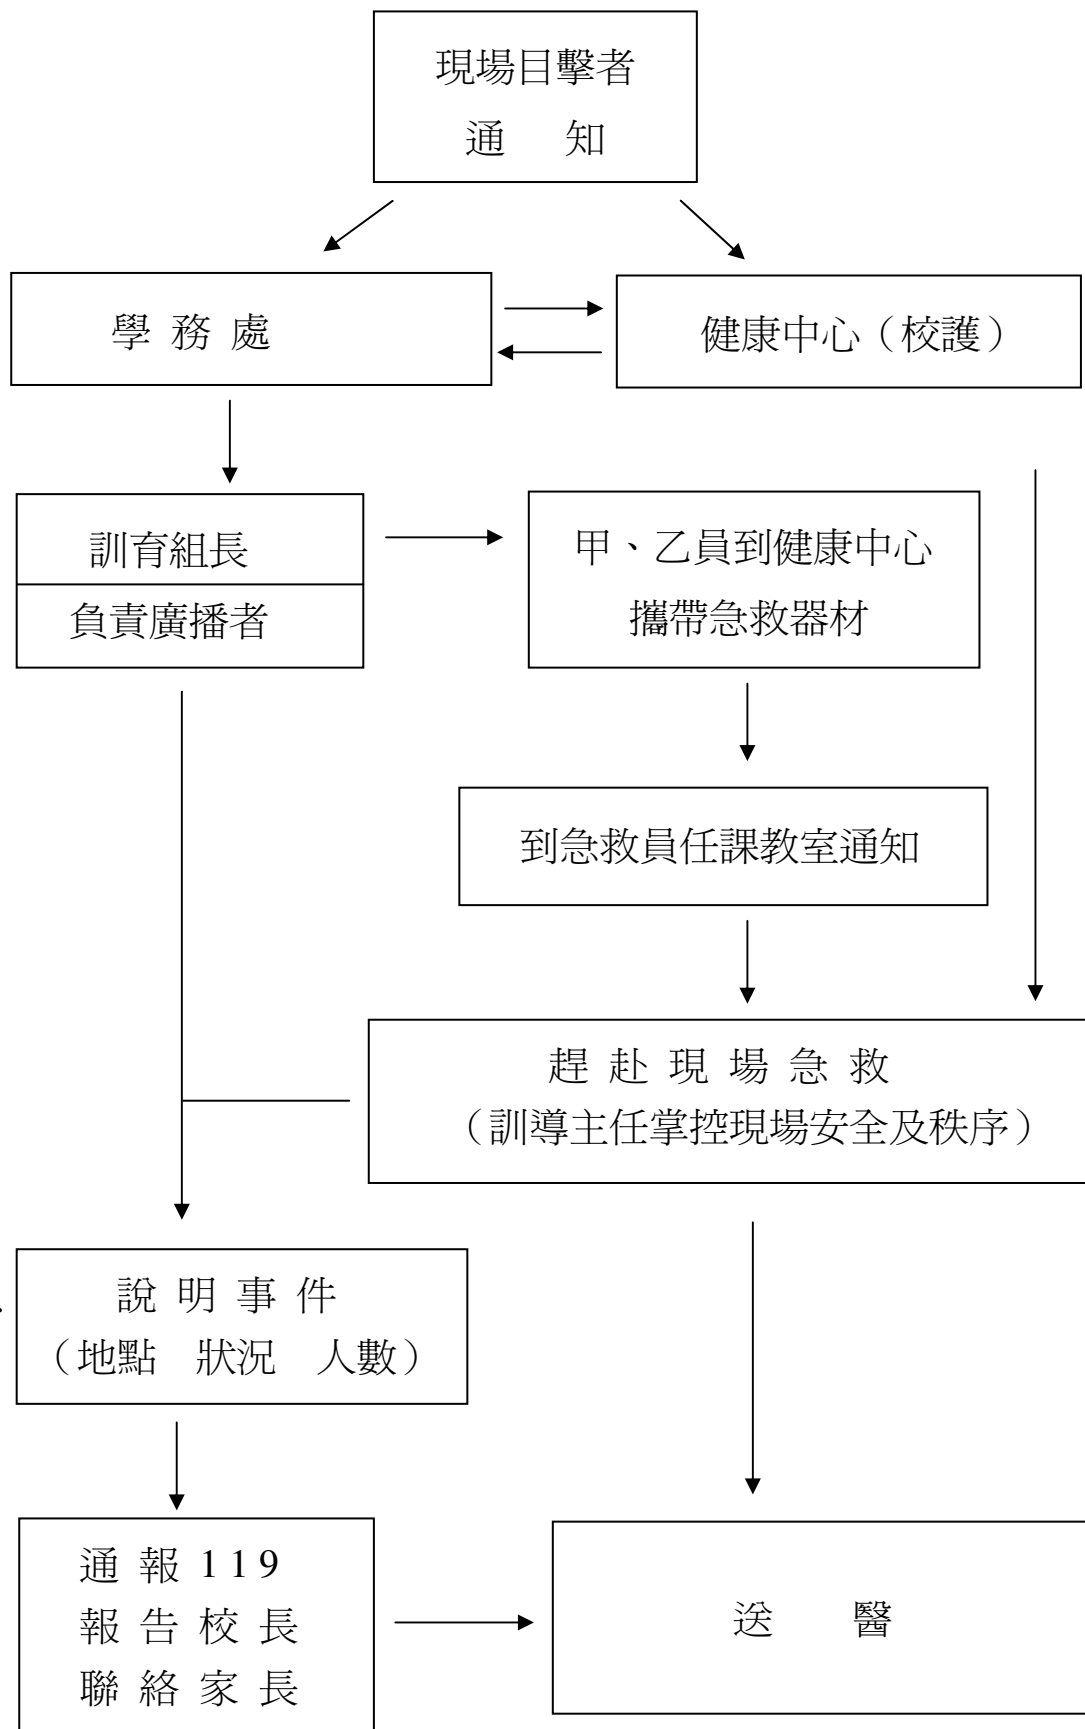 現場目擊者
通 知
學 務 處
健康中心（校護）
訓育組長
負責廣播者
甲、乙員到健康中心
攜帶急救器材
到急救員任課教室通知
趕 赴 現 場 急 救
（訓導主任掌控現場安全及秩序）
說 明 事 件
（地點 狀況 人數）
通 報 1 1 9
報 告 校 長
聯 絡 家 長
送 醫